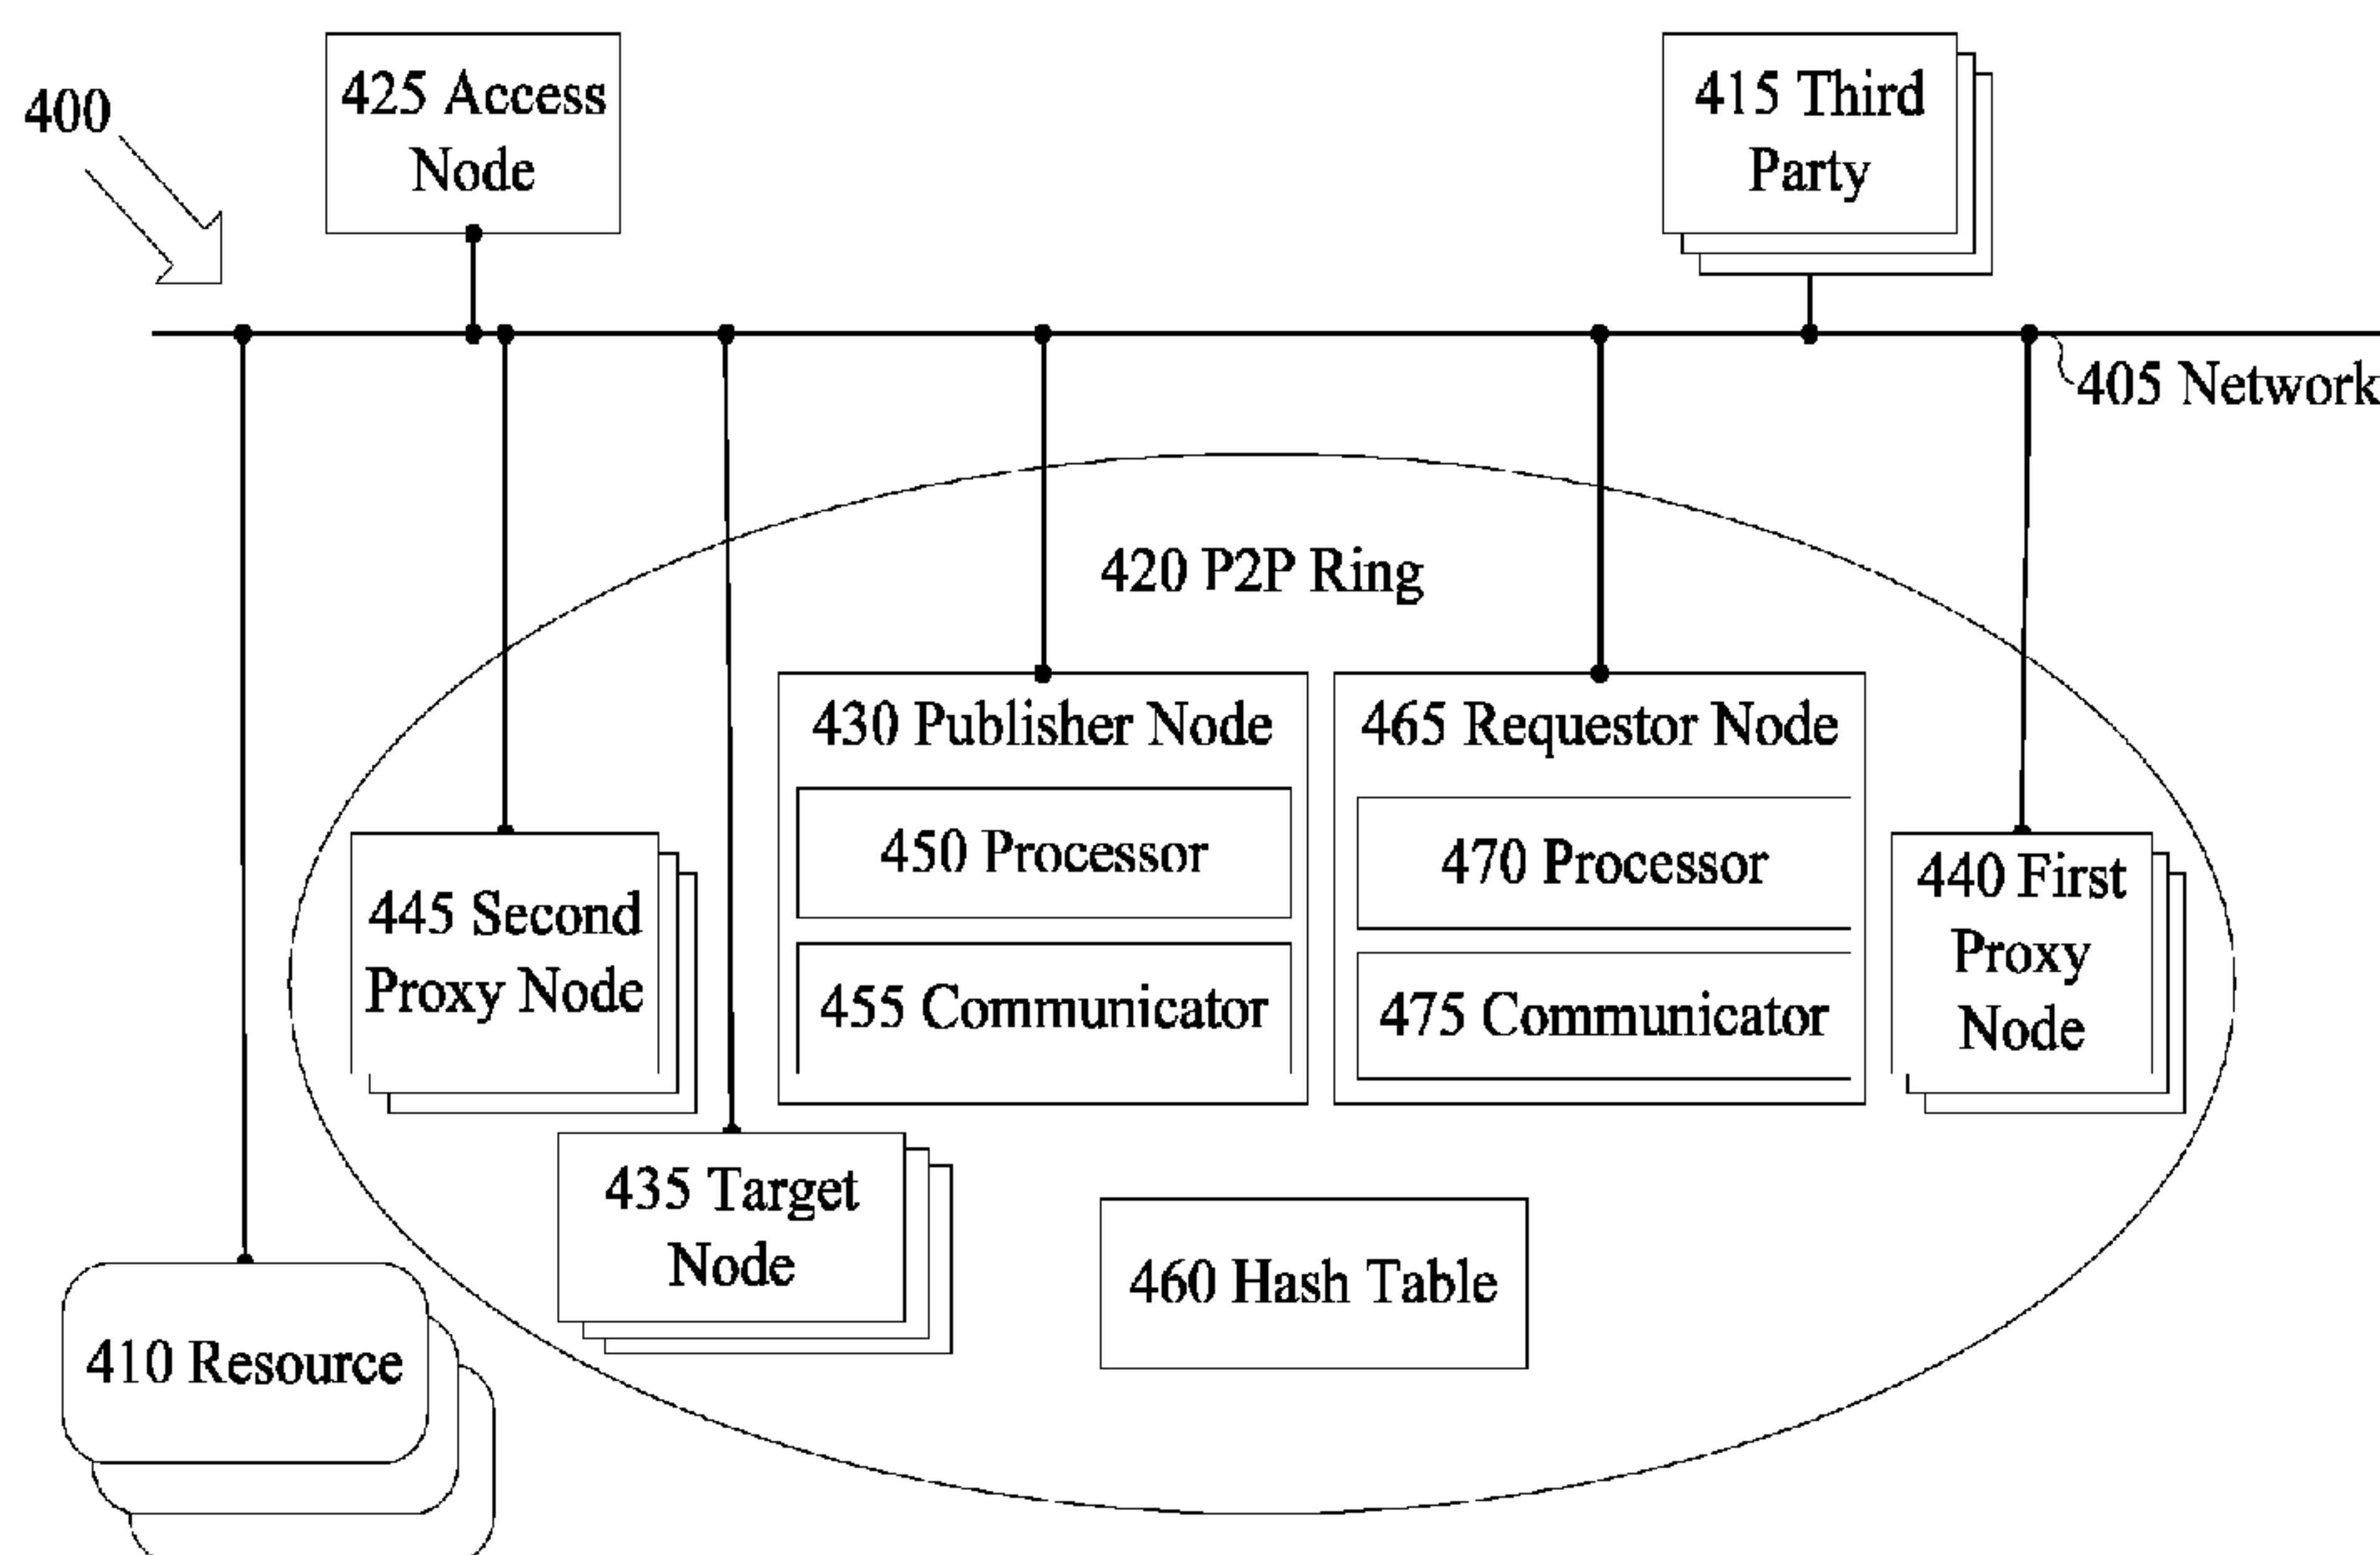 400
425 Access
Node
415 Third
Party
405 Network
420 P2P Ring
430 Publisher Node
450 Processor
455 Communicator
465 Requestor Node
470 Processor
475 Communicator
440 First
Proxy
Node
445 Second
Proxy Node
435 Target
Node
460 Hash Table
410 Resource